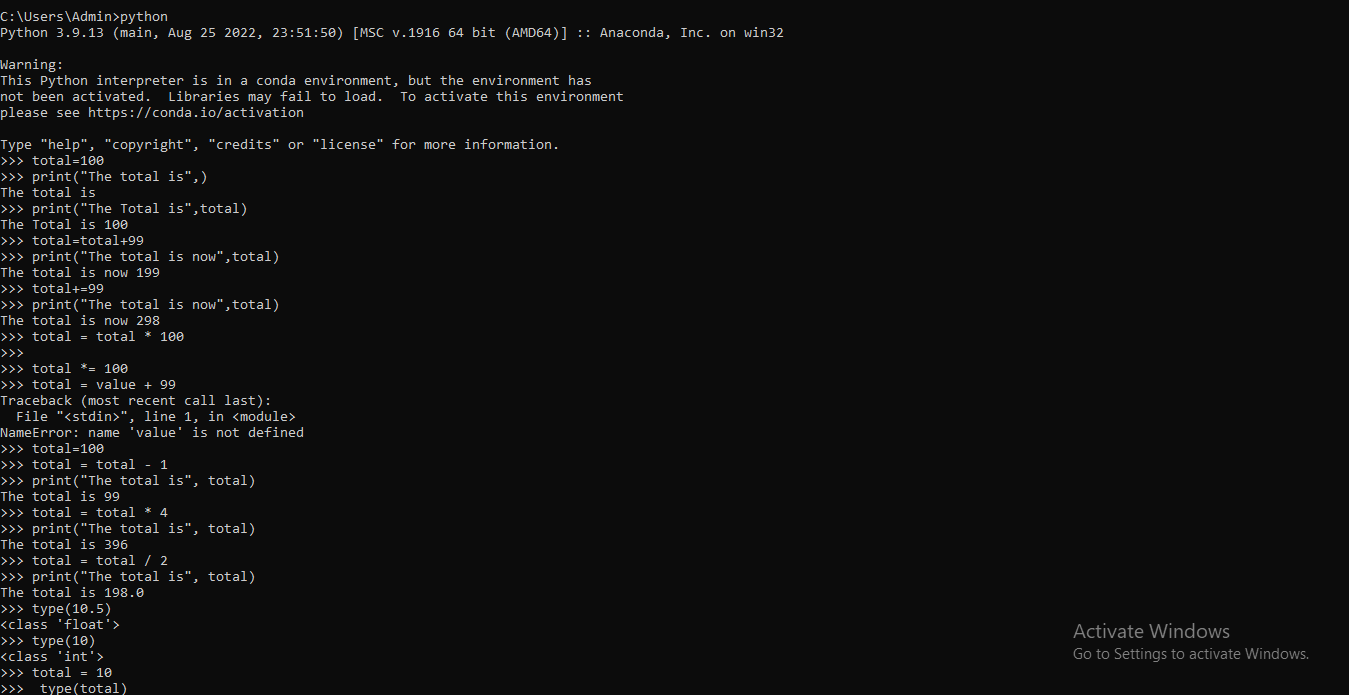 C:\Users\Admin>python
Python 3.9.13 (main, Aug 25 2022, 23:51:50) [MSC v.1916 64 bit (AMD64)] :: Anaconda, Inc. on win32

Warning:
This Python interpreter is in a conda environment, but the environment has
not been activated.  Libraries may fail to load.  To activate this environment
please see https://conda.io/activation

Type "help", "copyright", "credits" or "license" for more information.
>>> total=100
>>> print("The total is",)
The total is
>>> print("The Total is",total)
The Total is 100
>>> total=total+99
>>> print("The total is now",total)
The total is now 199
>>> total+=99
>>> print("The total is now",total)
The total is now 298
>>> total = total * 100
>>>
>>> total *= 100
>>> total = value + 99
Traceback (most recent call last):
  File "<stdin>", line 1, in <module>
NameError: name 'value' is not defined
>>> total=100
>>> total = total - 1
>>> print("The total is", total)
The total is 99
>>> total = total * 4
>>> print("The total is", total)
The total is 396
>>> total = total / 2
>>> print("The total is", total)
The total is 198.0
>>> type(10.5)
<class 'float'>
>>> type(10)
<class 'int'>
>>> total = 10
>>>  type(total)
Activate Windows
Go to Settings to activate Windows.